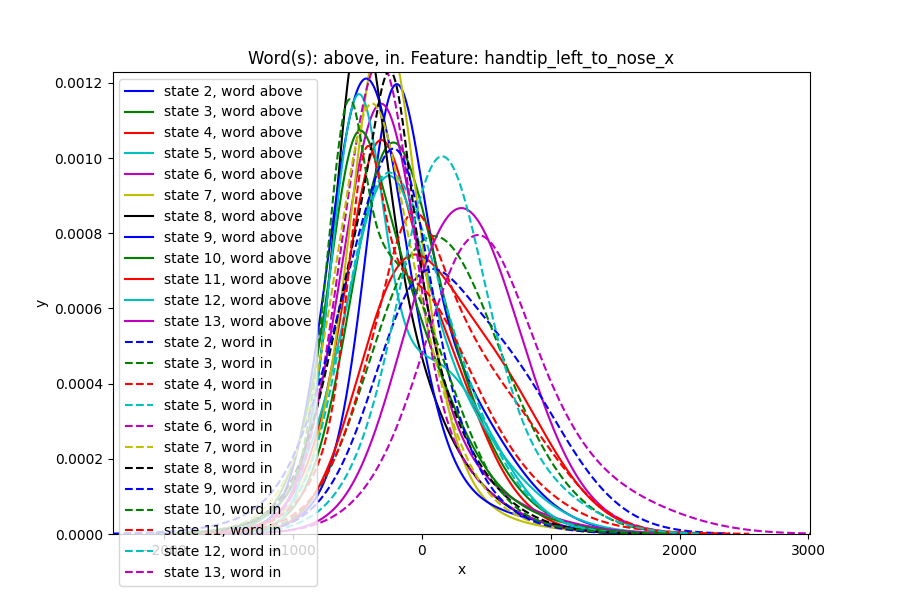 Word(s): above, in. Feature: handtip_left_to_nose_x
0.0012
0.0010
0.0008
0.0006
0.0004
0.0002
0.0000
y
state 2, word above
state 3, word above
state 4, word above
state 5, word above
state 6, word above
state 7, word above
state 8, word above
state 9, word above
state 10, word above
state 11, word above
state 12, word above
state 13, word above
state 2, word in
state 3, word in
state 4, word in
state 5, word in
state 6, word in
state 7, word in
state 8, word in
state 9, word in
state 10, word in
state 11, word in
state 12, word in
state 13, word in
0 1000 2000 3000
x